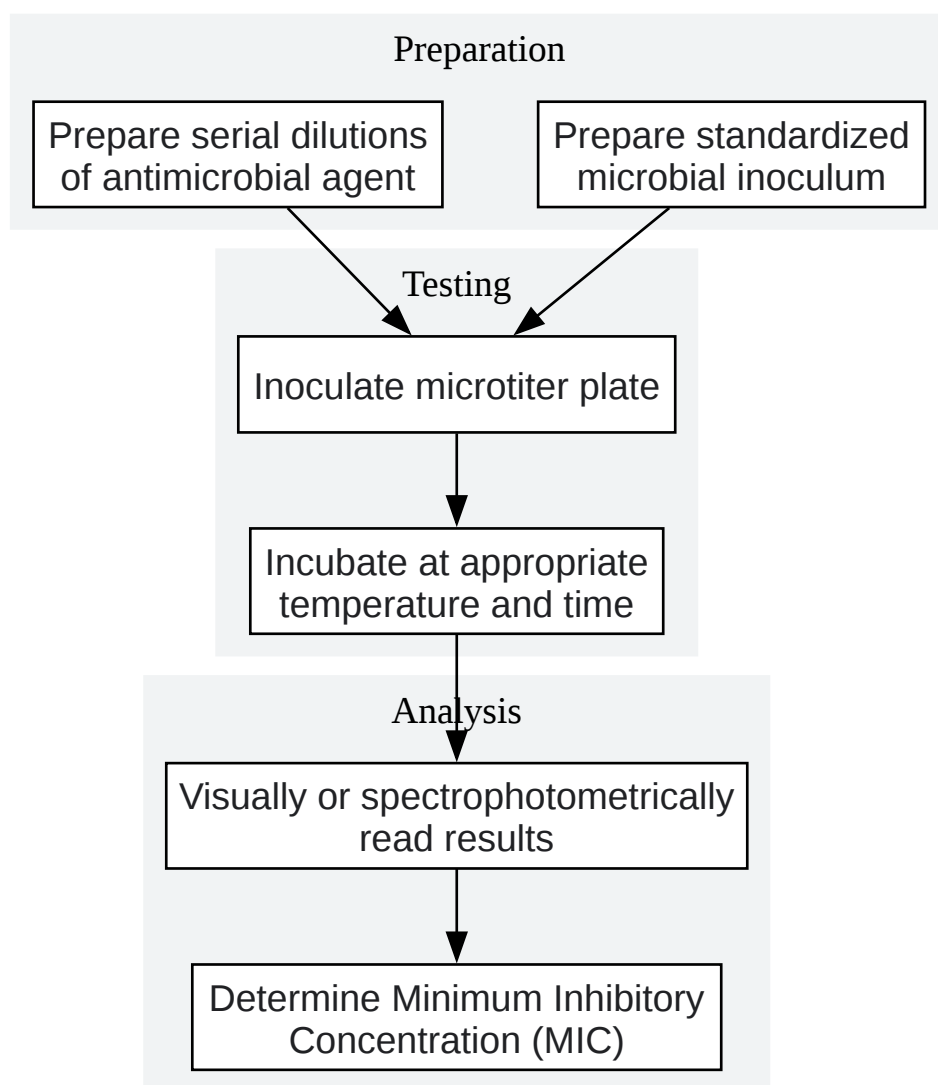 Preparation
Prepare serial dilutions
of antimicrobial agent
Prepare standardized
microbial inoculum
Testing
Inoculate microtiter plate
Incubate at appropriate
temperature and time
Analysis
Visually or spectrophotometrically
read results
Determine Minimum Inhibitory
Concentration (MIC)